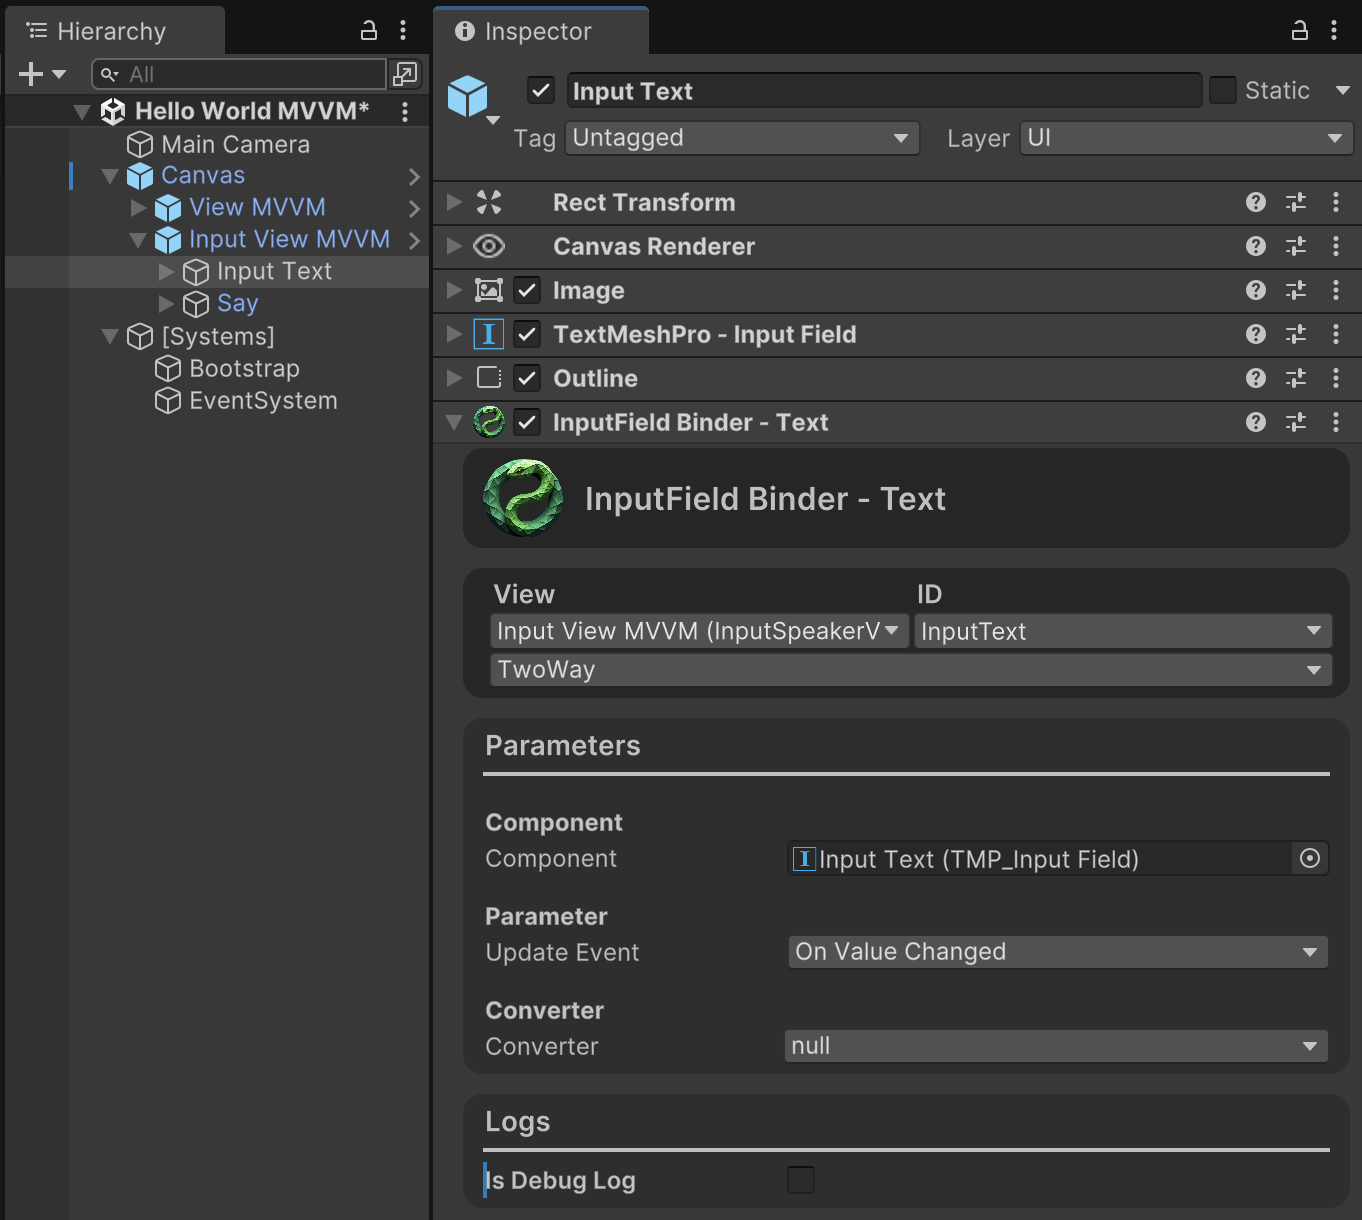 Hierarchy
All
Hello World MVVM*
Main Camera
Canvas
View MVVM
Input View MVVM
Input Text
Say
[Systems]
Bootstrap
EventSystem
Inspector
Input Text
Static
Tag
Untagged
Layer
UI
Rect Transform
Canvas Renderer
Image
TextMeshPro - Input Field
Outline
InputField Binder - Text
InputField Binder - Text
View
ID
Input View MVVM (InputSpeakerV
InputText
TwoWay
Parameters
Component
Component
Input Text (TMP_Input Field)
Parameter
Update Event
On Value Changed
Converter
Converter
null
Logs
Is Debug Log